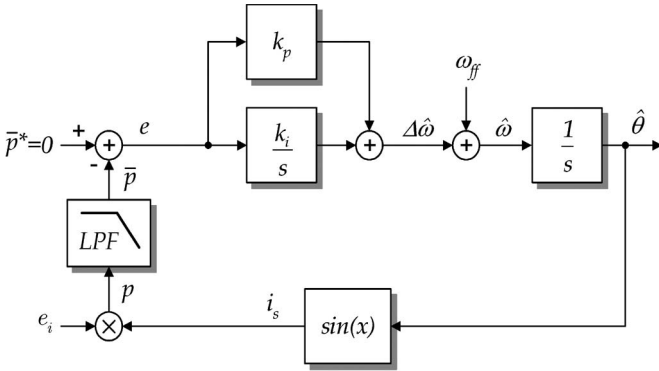 k_p
ω_ff
p̄*=0
+
+
e
k_i
s
+
Δω̂
+
ω̂
1
s
θ̂
-
p̄
LPF
p
e_i
×
i_s
sin(x)